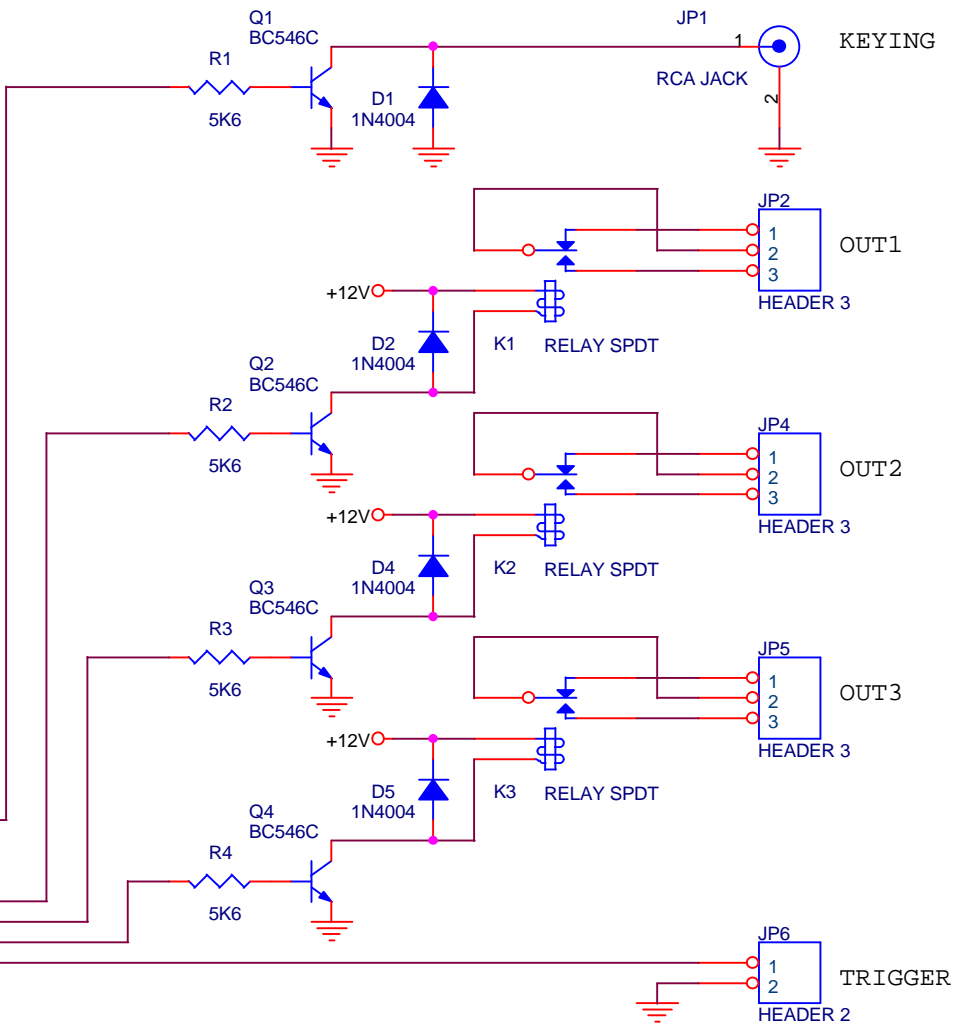 Q1
BC546C
R1
5K6
D1
1N4004
JP1
1
RCA JACK
2
KEYING
JP2
1
2
3
HEADER 3
OUT1
+12V
D2
1N4004
K1
RELAY SPDT
Q2
BC546C
R2
5K6
JP4
1
2
3
HEADER 3
OUT2
+12V
D4
1N4004
K2
RELAY SPDT
Q3
BC546C
R3
5K6
JP5
1
2
3
HEADER 3
OUT3
+12V
D5
1N4004
K3
RELAY SPDT
Q4
BC546C
R4
5K6
JP6
1
2
HEADER 2
TRIGGER